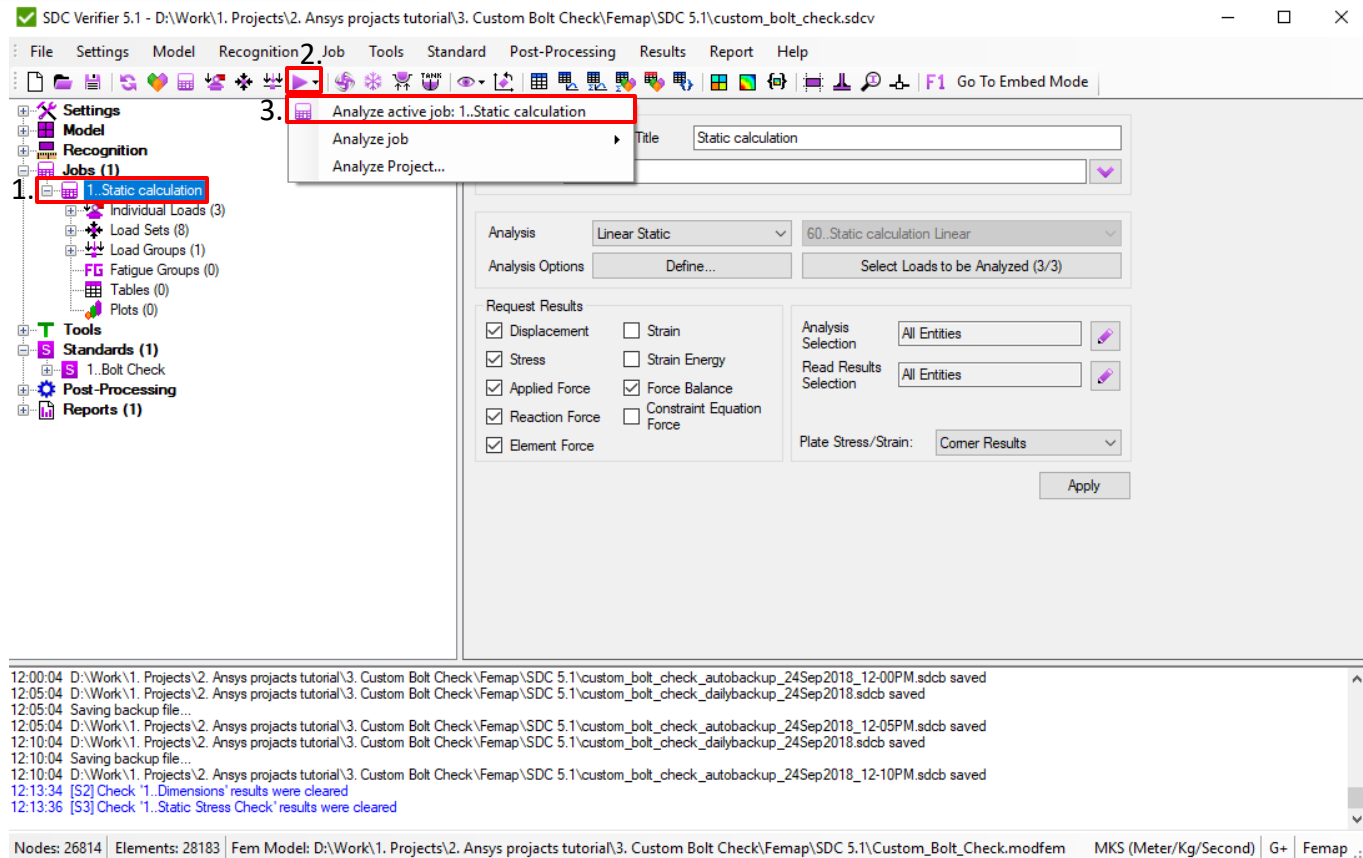 SDC Verifier 5.1 - D:\Work\1. Projects\2. Ansys projacts tutorial\3. Custom Bolt Check\Femap\SDC 5.1\custom_bolt_check.sdcv
File Settings Model Recognition Job Tools Standard Post-Processing Results Report Help
2.
TANK
F1 Go To Embed Mode
3.
Analyze active job: 1..Static calculation
Analyze job
Analyze Project...
Settings
Model
Recognition
Jobs (1)
1.
1..Static calculation
Individual Loads (3)
Load Sets (8)
Load Groups (1)
FG Fatigue Groups (0)
Tables (0)
Plots (0)
Tools
S Standards (1)
S 1..Bolt Check
Post-Processing
Reports (1)
Title Static calculation
Analysis Linear Static 60..Static calculation Linear
Analysis Options Define... Select Loads to be Analyzed (3/3)
Request Results
Displacement Strain
Stress Strain Energy
Applied Force Force Balance
Reaction Force Constraint Equation Force
Element Force
Analysis Selection All Entities
Read Results Selection All Entities
Plate Stress/Strain: Corner Results
Apply
12:00:04 D:\Work\1. Projects\2. Ansys projacts tutorial\3. Custom Bolt Check\Femap\SDC 5.1\custom_bolt_check_autobackup_24Sep2018_12-00PM.sdcb saved
12:05:04 D:\Work\1. Projects\2. Ansys projacts tutorial\3. Custom Bolt Check\Femap\SDC 5.1\custom_bolt_check_dailybackup_24Sep2018.sdcb saved
12:05:04 Saving backup file...
12:05:04 D:\Work\1. Projects\2. Ansys projacts tutorial\3. Custom Bolt Check\Femap\SDC 5.1\custom_bolt_check_autobackup_24Sep2018_12-05PM.sdcb saved
12:10:04 D:\Work\1. Projects\2. Ansys projacts tutorial\3. Custom Bolt Check\Femap\SDC 5.1\custom_bolt_check_dailybackup_24Sep2018.sdcb saved
12:10:04 Saving backup file...
12:10:04 D:\Work\1. Projects\2. Ansys projacts tutorial\3. Custom Bolt Check\Femap\SDC 5.1\custom_bolt_check_autobackup_24Sep2018_12-10PM.sdcb saved
12:13:34 [S2] Check '1..Dimensions' results were cleared
12:13:36 [S3] Check '1..Static Stress Check' results were cleared
Nodes: 26814 Elements: 28183 Fem Model: D:\Work\1. Projects\2. Ansys projacts tutorial\3. Custom Bolt Check\Femap\SDC 5.1\Custom_Bolt_Check.modfem MKS (Meter/Kg/Second) G+ Femap